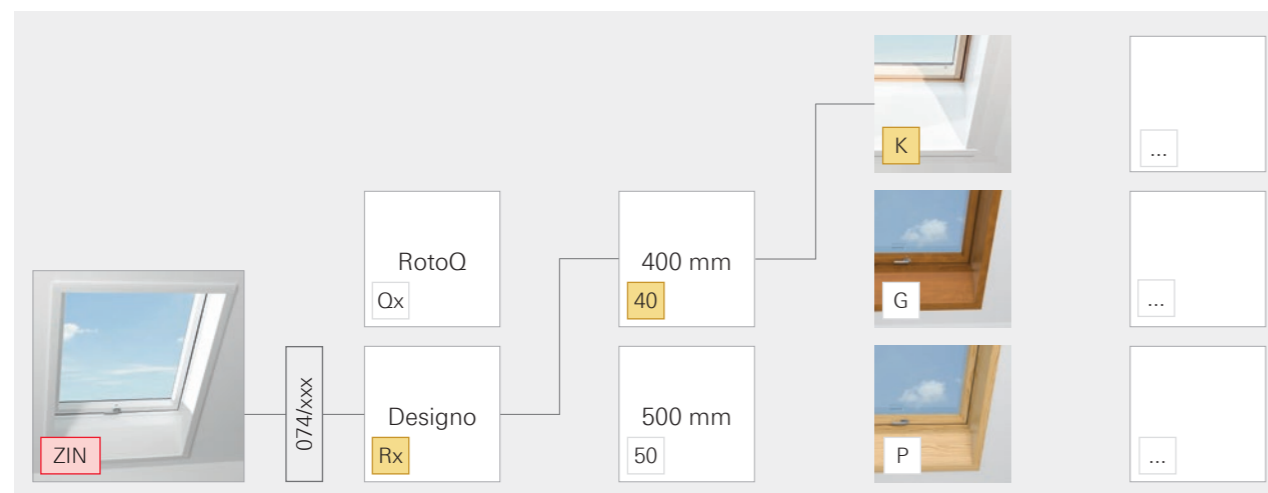 ZIN
074/xxx
RotoQ
Qx
Designo
Rx
400 mm
40
500 mm
50
K
G
P
...
...
...